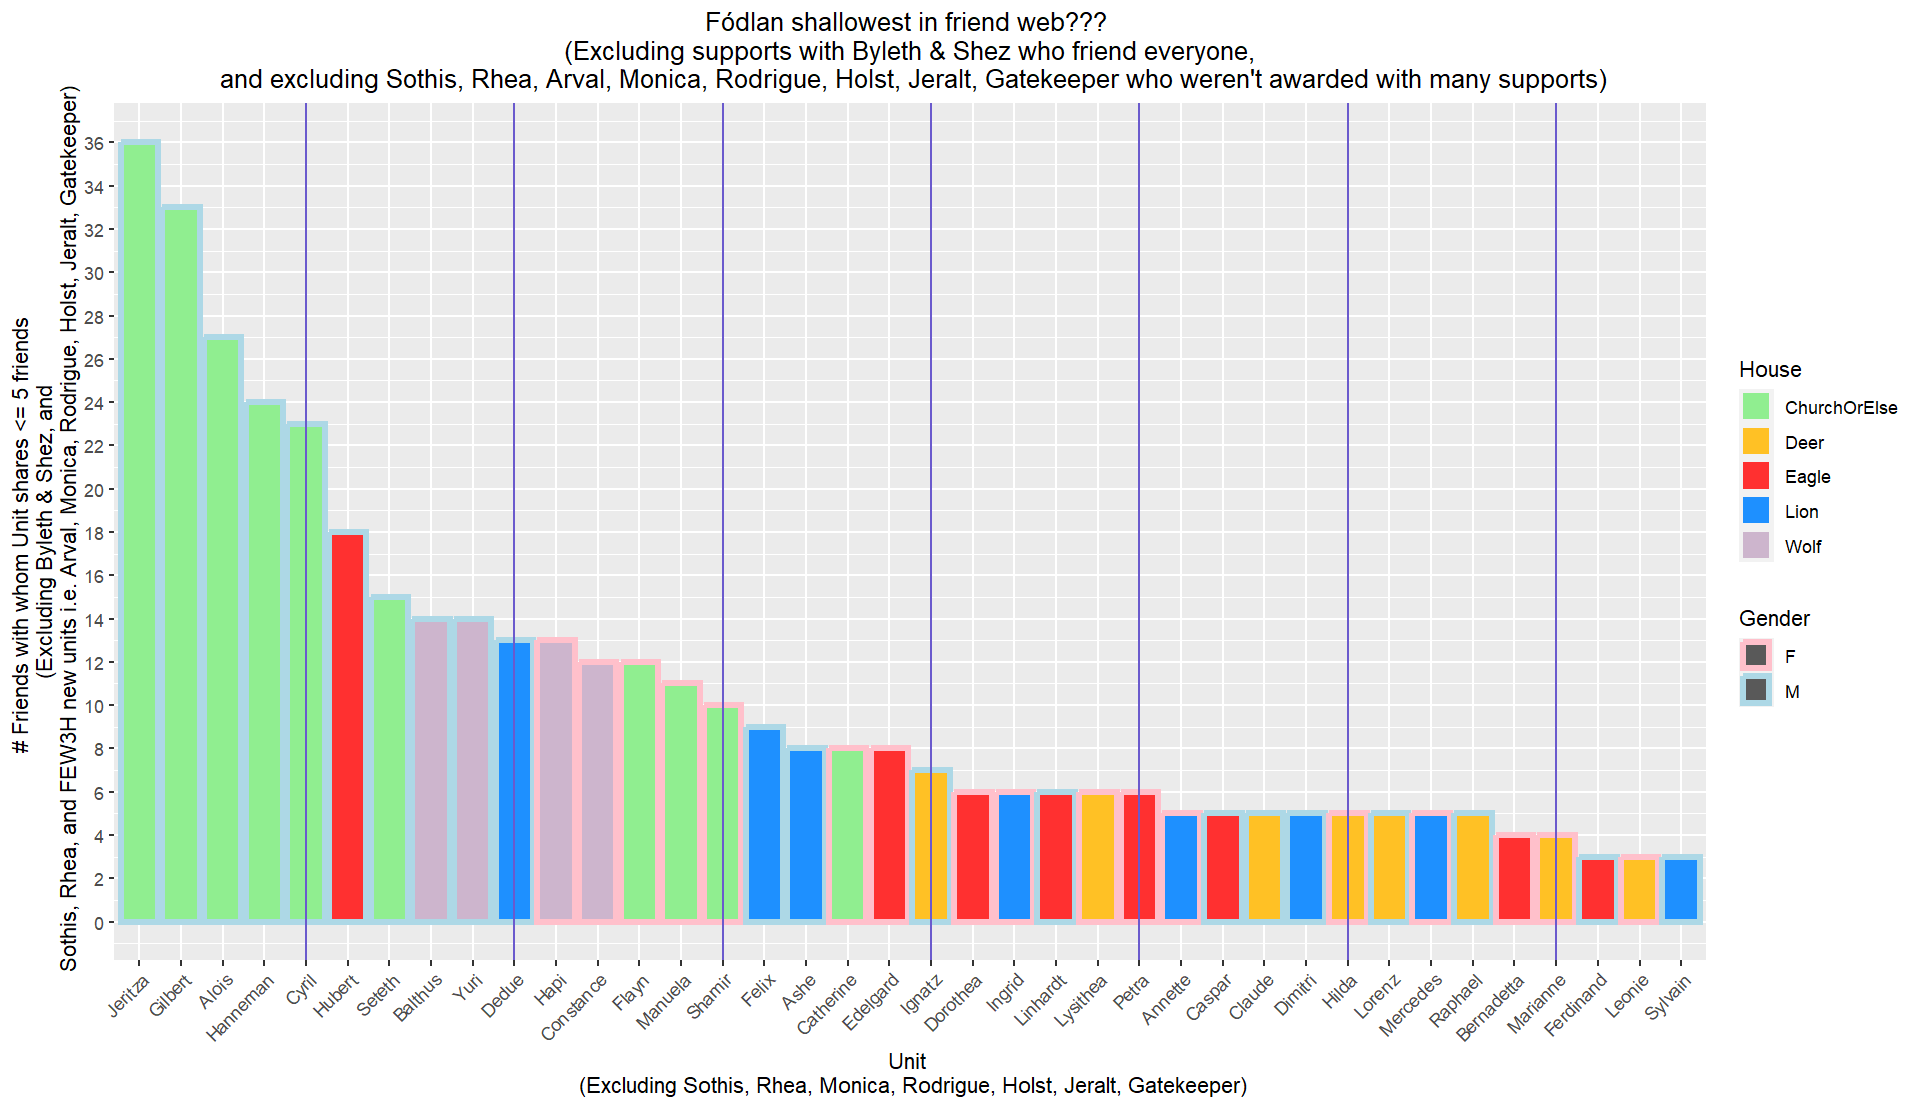 Fódlan shallowest in friend web???
(Excluding supports with Byleth & Shez who friend everyone,
and excluding Sothis, Rhea, Arval, Monica, Rodrigue, Holst, Jeralt, Gatekeeper who weren't awarded with many supports)
# Friends with whom Unit shares <= 5 friends
(Excluding Byleth & Shez, and
Sothis, Rhea, and FEW3H new units i.e. Arval, Monica, Rodrigue, Holst, Jeralt, Gatekeeper)
36
34
32
30
28
26
24
22
20
18
16
14
12
10
8
6
4
2
0
Jeritza
Gilbert
Alois
Hanneman
Cyril
Hubert
Seteth
Balthus
Yuri
Dedue
Hapi
Constance
Flayn
Manuela
Shamir
Felix
Ashe
Catherine
Edelgard
Ignatz
Dorothea
Ingrid
Linhardt
Lysithea
Petra
Annette
Caspar
Claude
Dimitri
Hilda
Lorenz
Mercedes
Raphael
Bernadetta
Marianne
Ferdinand
Leonie
Sylvain
Unit
(Excluding Sothis, Rhea, Monica, Rodrigue, Holst, Jeralt, Gatekeeper)
House
ChurchOrElse
Deer
Eagle
Lion
Wolf
Gender
F
M